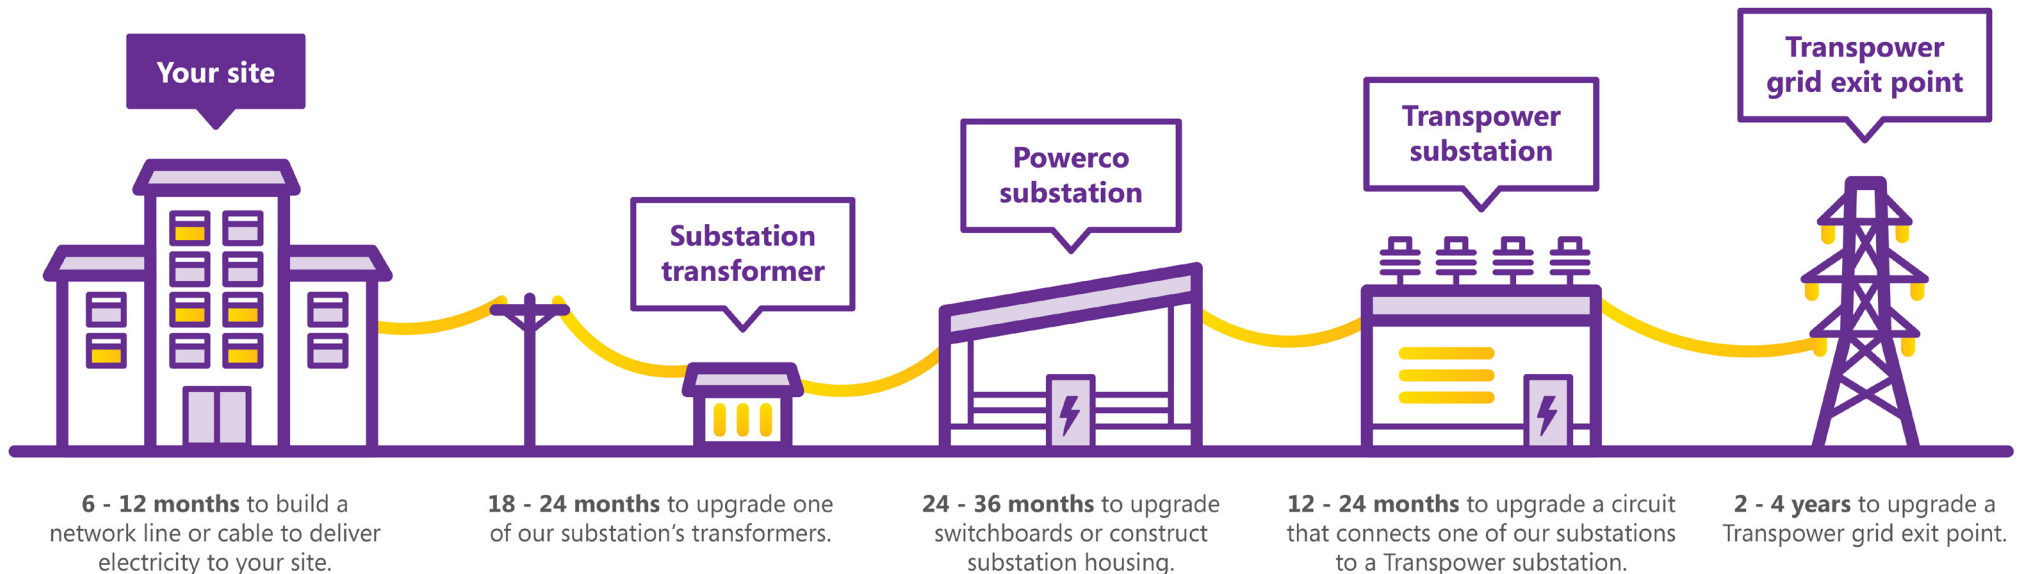 Your site
Substation
transformer
Powerco
substation
Transpower
substation
Transpower
grid exit point
6 - 12 months to build a
network line or cable to deliver
electricity to your site.
18 - 24 months to upgrade one
of our substation's transformers.
24 - 36 months to upgrade
switchboards or construct
substation housing.
12 - 24 months to upgrade a circuit
that connects one of our substations
to a Transpower substation.
2 - 4 years to upgrade a
Transpower grid exit point.